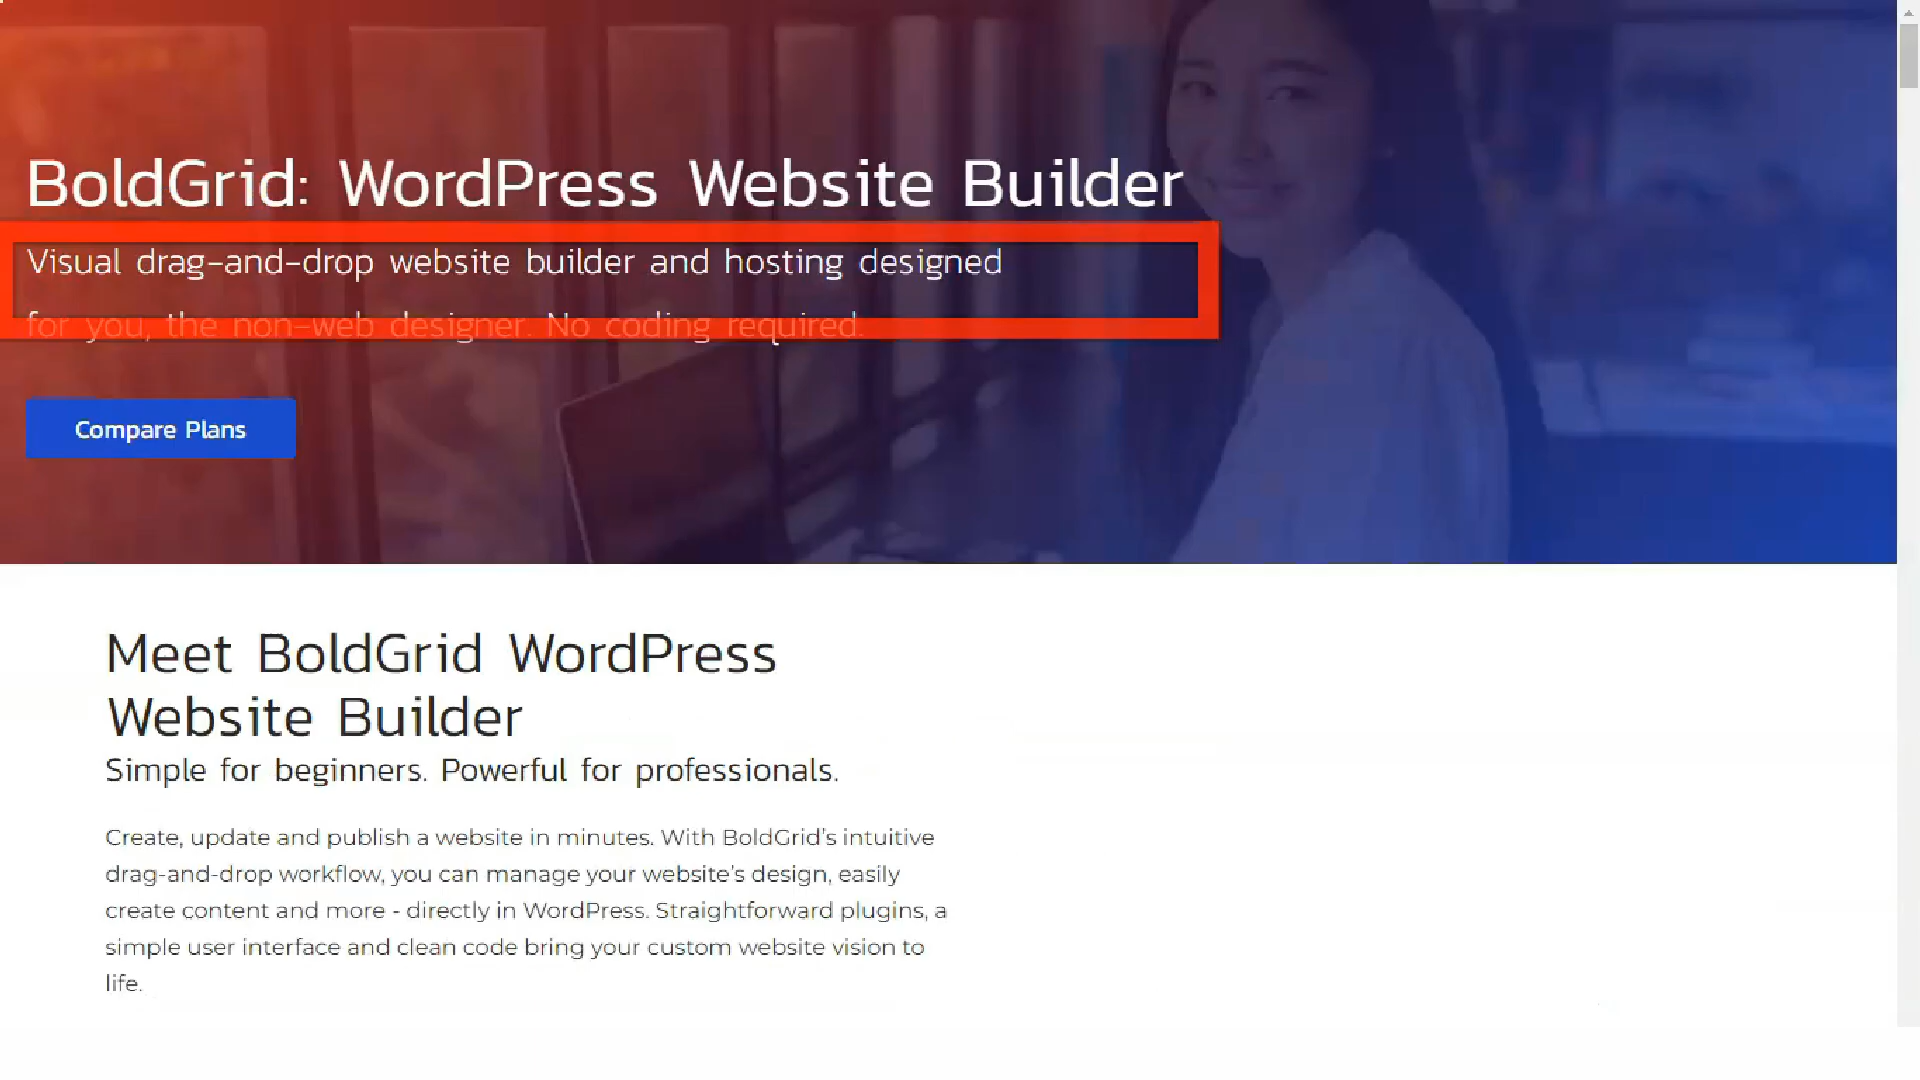 BoldGrid: WordPress Website Builder
Visual drag-and-drop website builder and hosting designed
for you, the non-web designer. No coding required.
Compare Plans
Meet BoldGrid WordPress
Website Builder
Simple for beginners. Powerful for professionals.
Create, update and publish a website in minutes. With BoldGrid’s intuitive
drag-and-drop workflow, you can manage your website’s design, easily
create content and more - directly in WordPress. Straightforward plugins, a
simple user interface and clean code bring your custom website vision to
life.